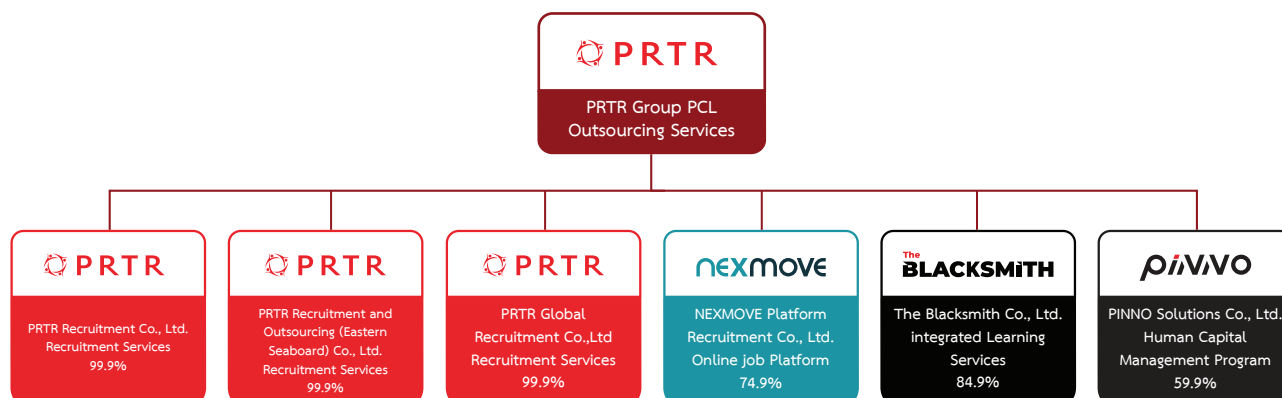 PRTR
PRTR Group PCL
Outsourcing Services
PRTR
PRTR Recruitment Co., Ltd.
Recruitment Services
99.9%
PRTR
PRTR Recruitment and
Outsourcing (Eastern
Seaboard) Co., Ltd.
Recruitment Services
99.9%
PRTR
PRTR Global
Recruitment Co.,Ltd
Recruitment Services
99.9%
nexmove
NEXMOVE Platform
Recruitment Co., Ltd.
Online job Platform
74.9%
The
BLACKSMiTH
The Blacksmith Co., Ltd.
integrated Learning
Services
84.9%
PiNNO
PINNO Solutions Co., Ltd.
Human Capital
Management Program
59.9%